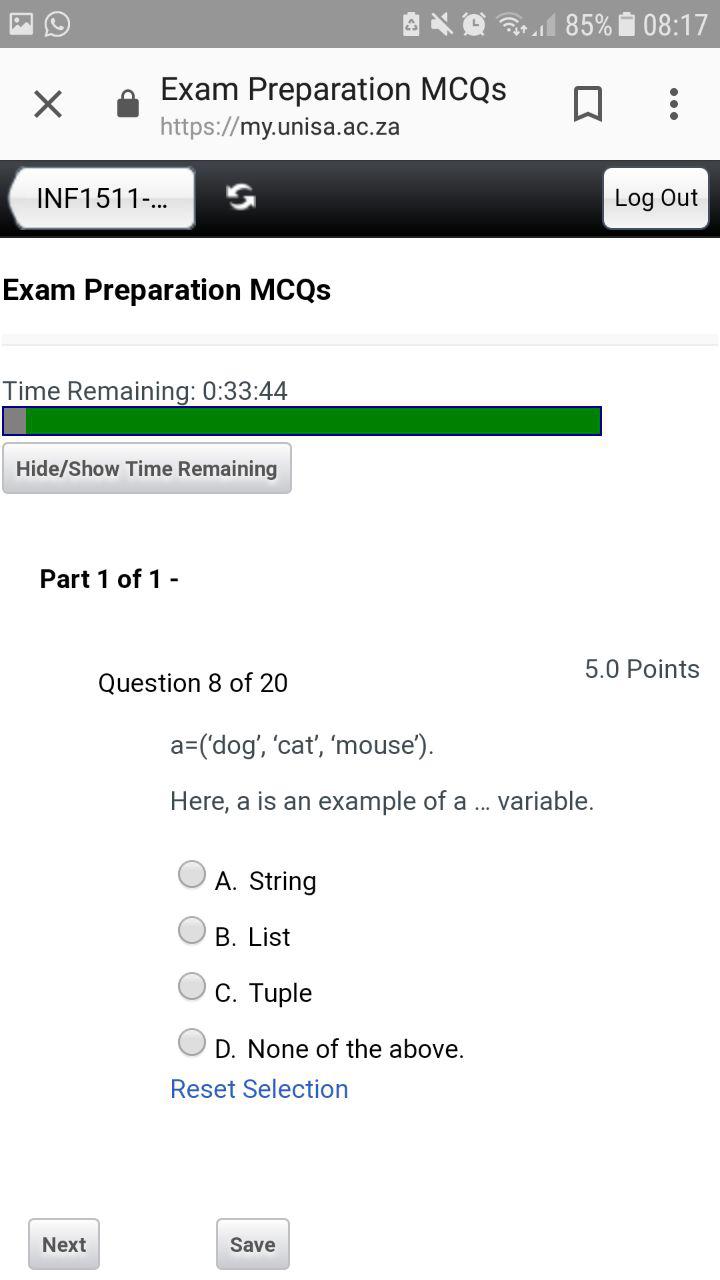 85% 08:17
Exam Preparation MCQs
https://my.unisa.ac.za
INF1511-...
Log Out
Exam Preparation MCQs
Time Remaining: 0:33:44
Hide/Show Time Remaining
Part 1 of 1 -
Question 8 of 20
5.0 Points
a=(‘dog’, ‘cat’, ‘mouse’).
Here, a is an example of a ... variable.
A. String
B. List
C. Tuple
D. None of the above.
Reset Selection
Next
Save